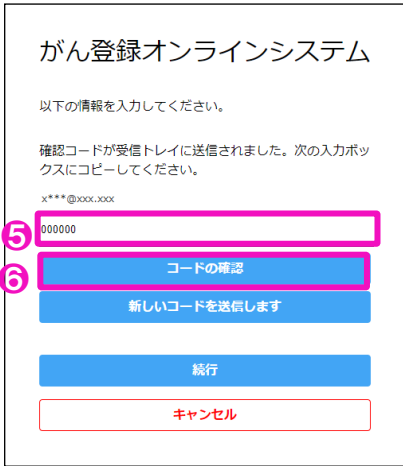 がん登録オンラインシステム
以下の情報を入力してください。
確認コードが受信トレイに送信されました。次の入力ボッ
クスにコピーしてください。
x***@xxx.xxx
❺
000000
❻
コードの確認
新しいコードを送信します
続行
キャンセル